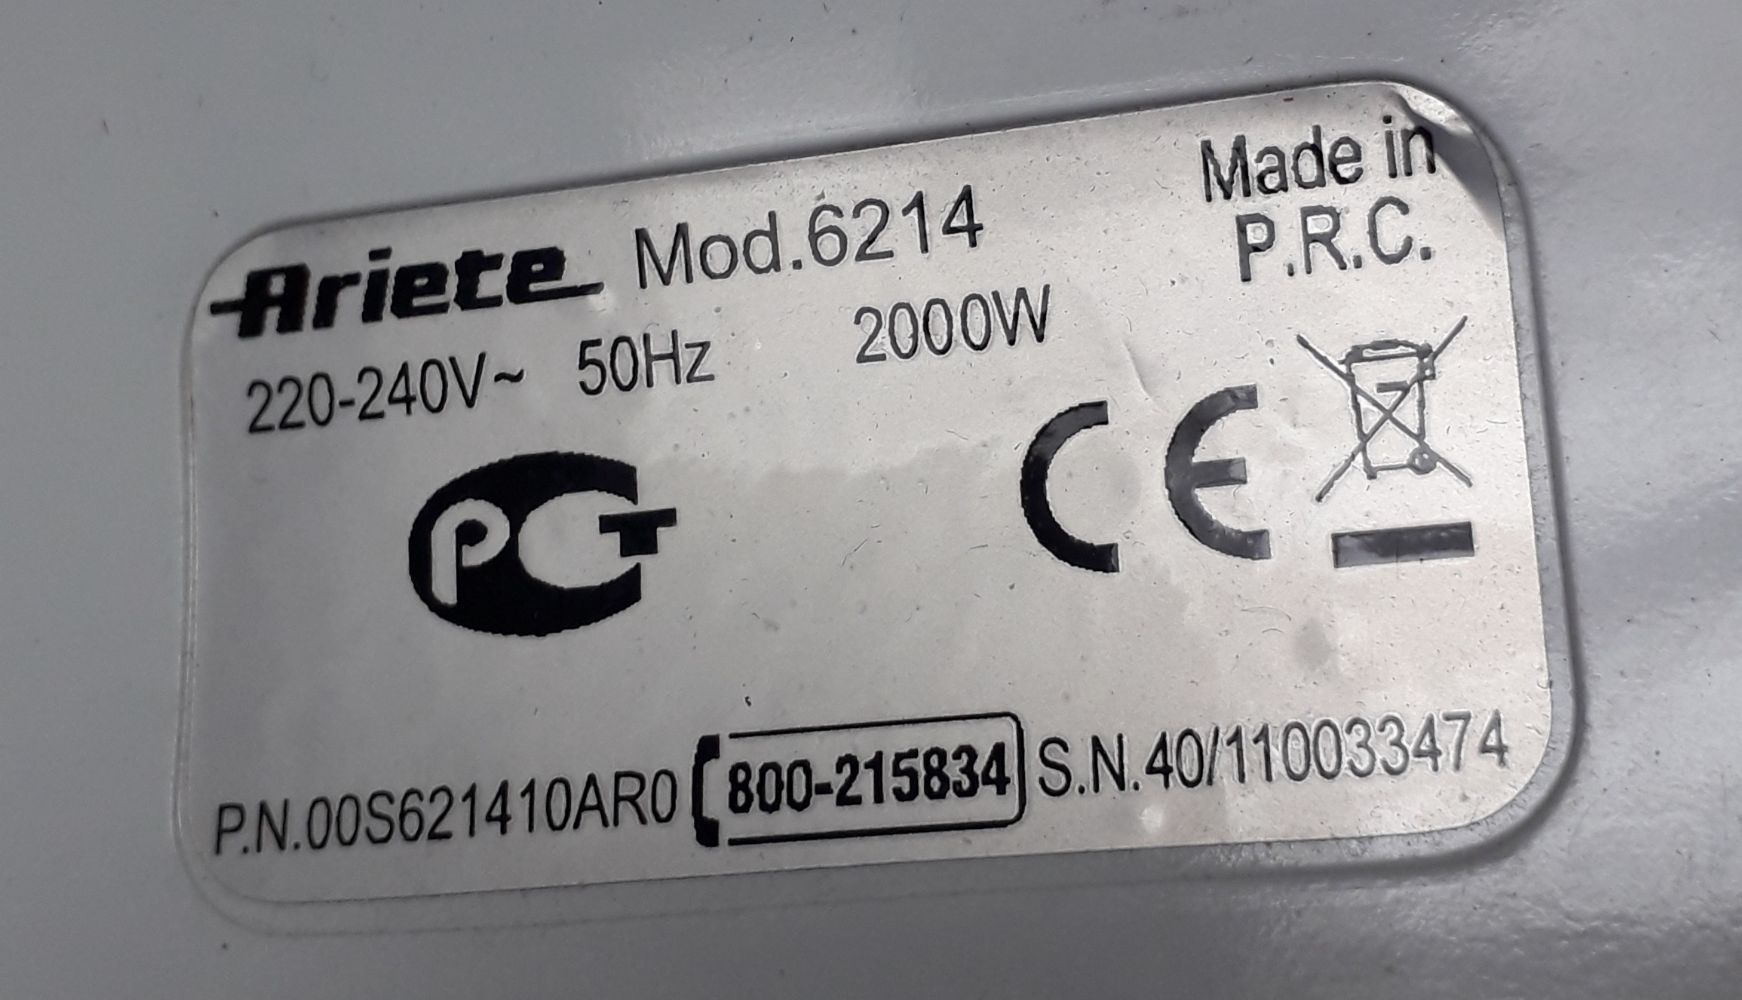 Ariete Mod.6214
Made in
P.R.C.
220-240V~ 50Hz 2000W
PCT
CE
P.N.00S621410AR0 800-215834 S.N.40/110033474